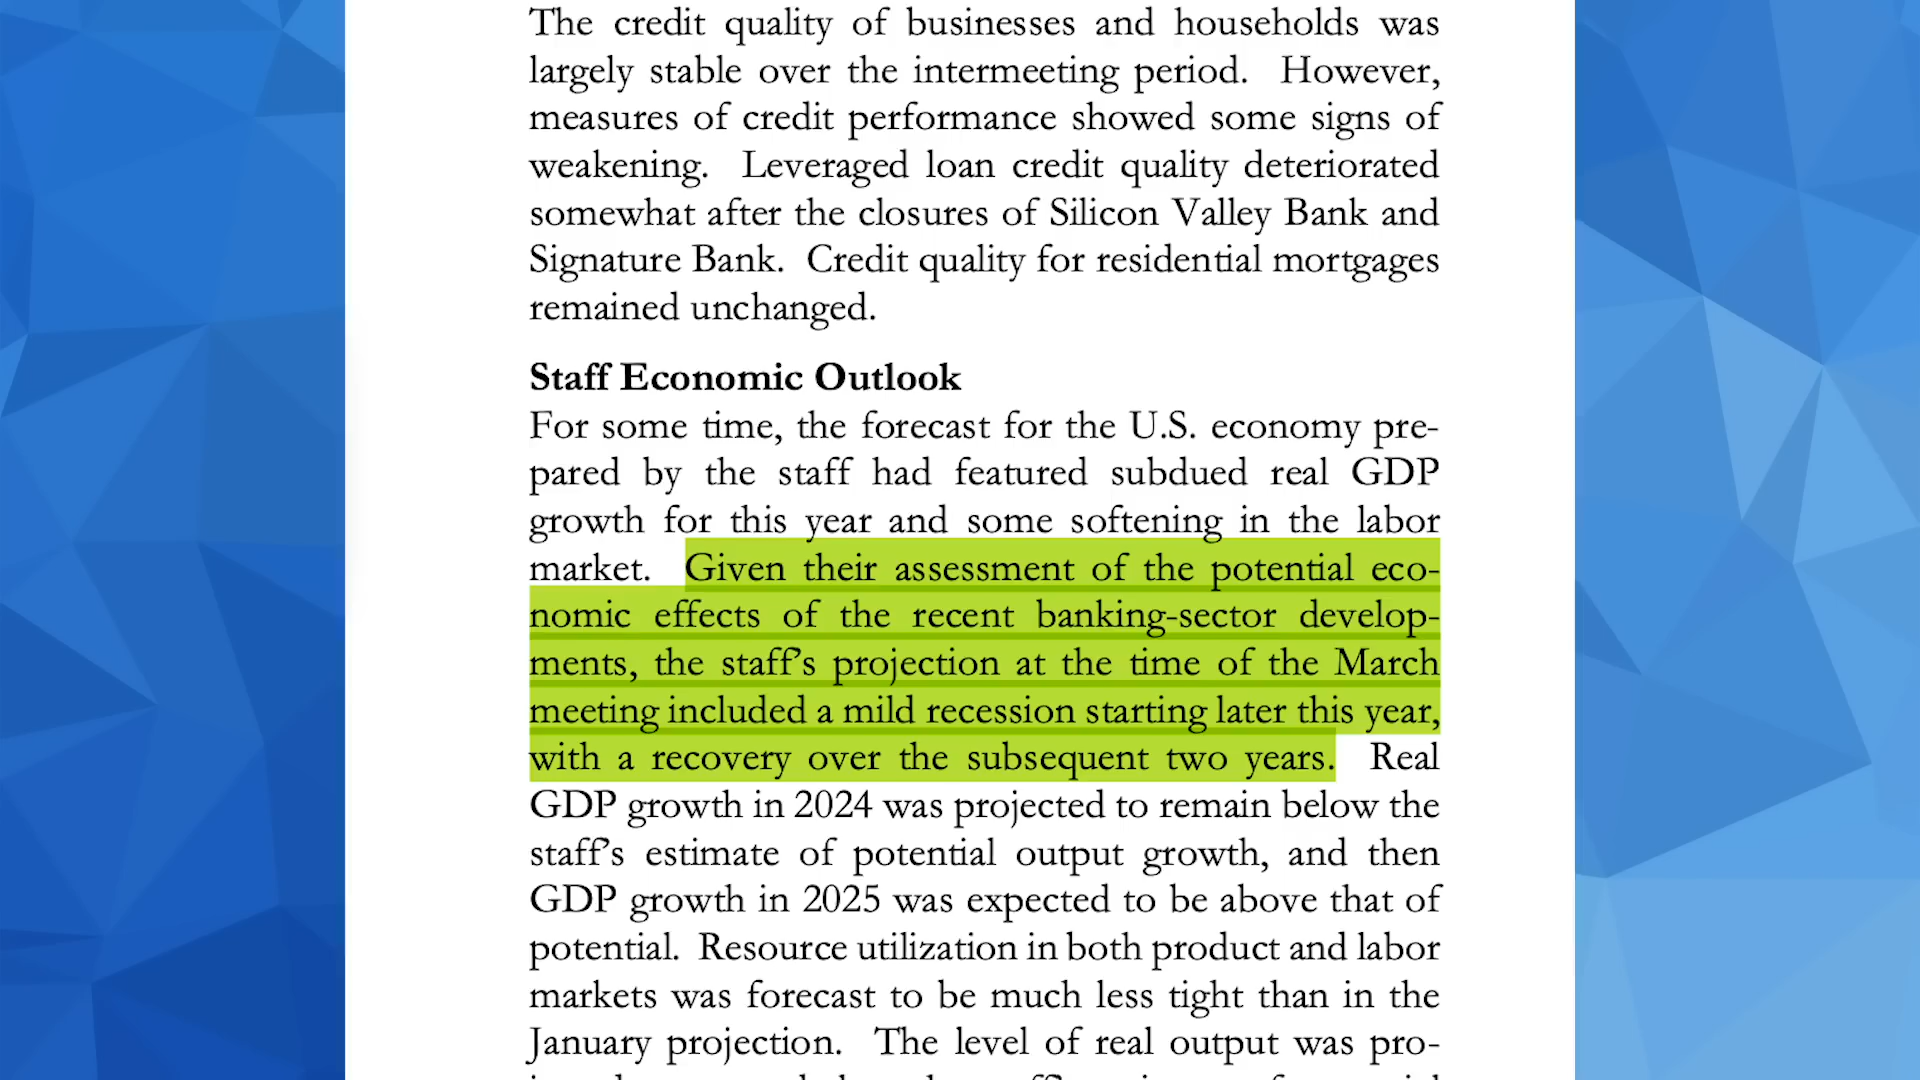 The credit quality of businesses and households was
largely stable over the intermeeting period. However,
measures of credit performance showed some signs of
weakening. Leveraged loan credit quality deteriorated
somewhat after the closures of Silicon Valley Bank and
Signature Bank. Credit quality for residential mortgages
remained unchanged.
Staff Economic Outlook
For some time, the forecast for the U.S. economy pre-
pared by the staff had featured subdued real GDP
growth for this year and some softening in the labor
market. Given their assessment of the potential eco-
nomic effects of the recent banking-sector develop-
ments, the staff’s projection at the time of the March
meeting included a mild recession starting later this year,
with a recovery over the subsequent two years. Real
GDP growth in 2024 was projected to remain below the
staff’s estimate of potential output growth, and then
GDP growth in 2025 was expected to be above that of
potential. Resource utilization in both product and labor
markets was forecast to be much less tight than in the
January projection. The level of real output was pro-